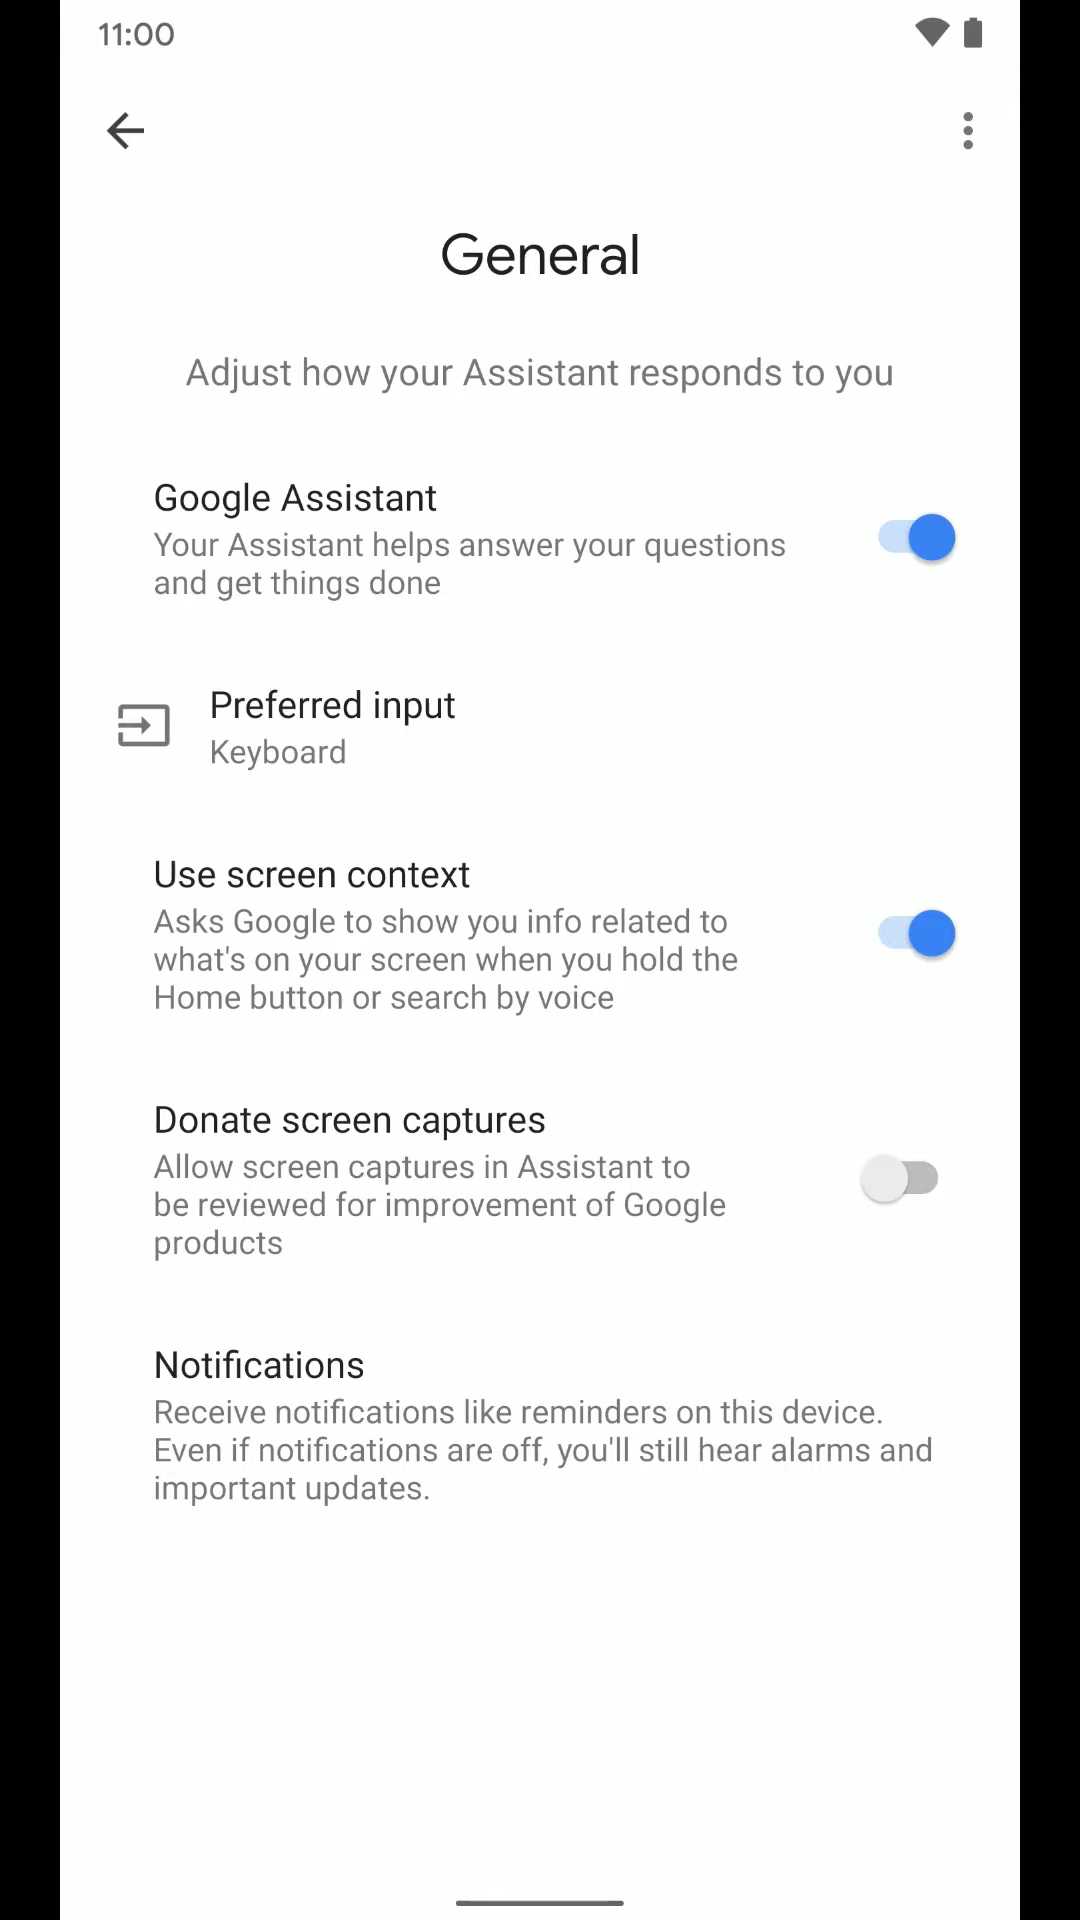 11:00
General
Adjust how your Assistant responds to you
Google Assistant
Your Assistant helps answer your questions
and get things done
Preferred input
Keyboard
Use screen context
Asks Google to show you info related to
what's on your screen when you hold the
Home button or search by voice
Donate screen captures
Allow screen captures in Assistant to
be reviewed for improvement of Google
products
Notifications
Receive notifications like reminders on this device.
Even if notifications are off, you'll still hear alarms and
important updates.